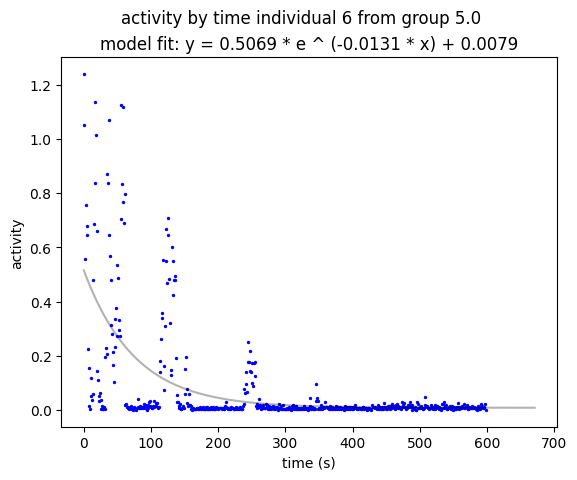 activity by time individual 6 from group 5.0
model fit: y = 0.5069 * e ^ (-0.0131 * x) + 0.0079
1.2
1.0
0.8
0.6
0.4
0.2
0.0
activity
0 100 200 300 400 500 600 700
time (s)